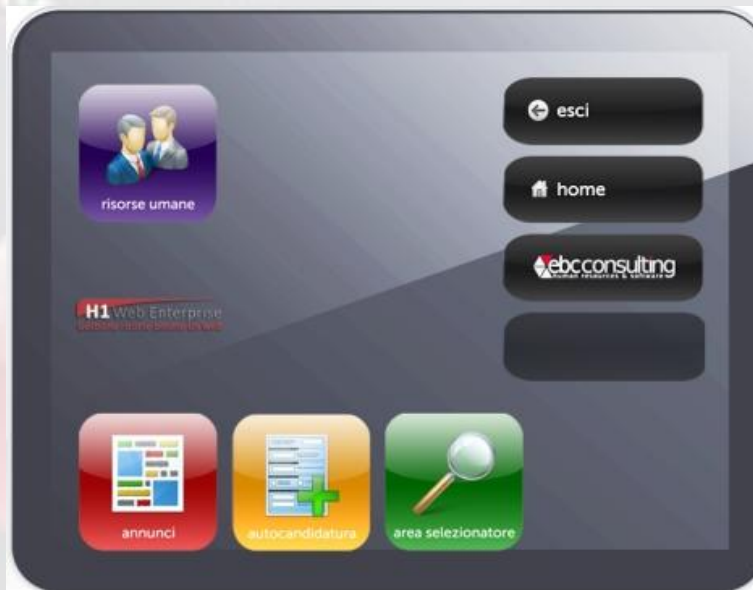 risorse umane
esci
home
ebcconsulting
human resources & software
H1 Web Enterprise
annunci
autocandidatura
area selezionatore